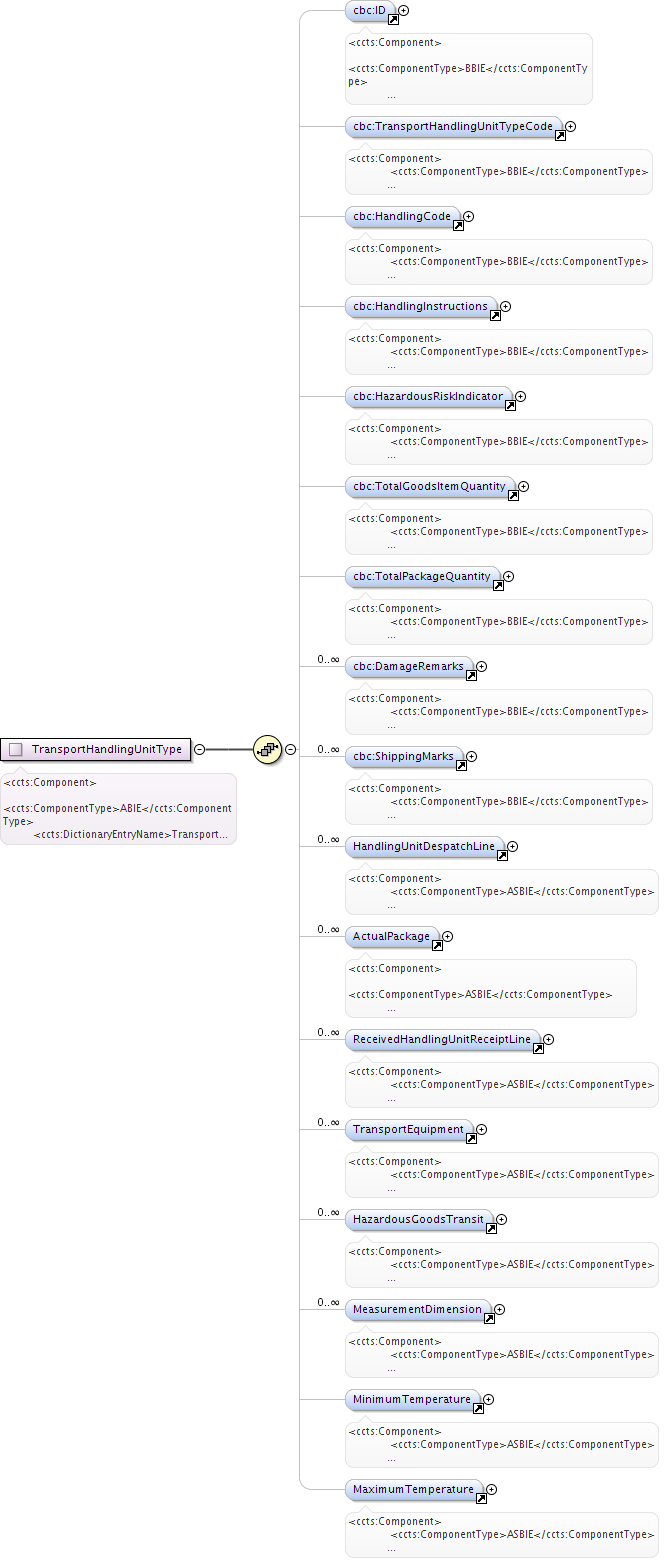 cbc:ID
<ccts:Component>
<ccts:ComponentType>BBIE</ccts:ComponentTy
pe>
...
cbc:TransportHandlingUnitTypeCode
<ccts:Component>
<ccts:ComponentType>BBIE</ccts:ComponentType>
...
cbc:HandlingCode
<ccts:Component>
<ccts:ComponentType>BBIE</ccts:ComponentType>
...
cbc:HandlingInstructions
<ccts:Component>
<ccts:ComponentType>BBIE</ccts:ComponentType>
...
cbc:HazardousRiskIndicator
<ccts:Component>
<ccts:ComponentType>BBIE</ccts:ComponentType>
...
cbc:TotalGoodsItemQuantity
<ccts:Component>
<ccts:ComponentType>BBIE</ccts:ComponentType>
...
cbc:TotalPackageQuantity
<ccts:Component>
<ccts:ComponentType>BBIE</ccts:ComponentType>
...
0..∞
cbc:DamageRemarks
<ccts:Component>
<ccts:ComponentType>BBIE</ccts:ComponentType>
...
TransportHandlingUnitType
<ccts:Component>
<ccts:ComponentType>ABIE</ccts:Component
Type>
<ccts:DictionaryEntryName>Transport...
0..∞
cbc:ShippingMarks
<ccts:Component>
<ccts:ComponentType>BBIE</ccts:ComponentType>
...
0..∞
HandlingUnitDespatchLine
<ccts:Component>
<ccts:ComponentType>ASBIE</ccts:ComponentType>
...
0..∞
ActualPackage
<ccts:Component>
<ccts:ComponentType>ASBIE</ccts:ComponentType>
...
0..∞
ReceivedHandlingUnitReceiptLine
<ccts:Component>
<ccts:ComponentType>ASBIE</ccts:ComponentType>
...
0..∞
TransportEquipment
<ccts:Component>
<ccts:ComponentType>ASBIE</ccts:ComponentType>
...
0..∞
HazardousGoodsTransit
<ccts:Component>
<ccts:ComponentType>ASBIE</ccts:ComponentType>
...
0..∞
MeasurementDimension
<ccts:Component>
<ccts:ComponentType>ASBIE</ccts:ComponentType>
...
MinimumTemperature
<ccts:Component>
<ccts:ComponentType>ASBIE</ccts:ComponentType>
...
MaximumTemperature
<ccts:Component>
<ccts:ComponentType>ASBIE</ccts:ComponentType>
...